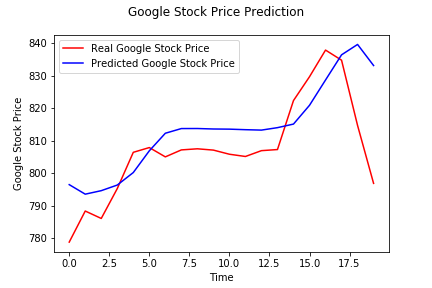 Google Stock Price Prediction
Real Google Stock Price
Predicted Google Stock Price
Google Stock Price
840
830
820
810
800
790
780
0.0 2.5 5.0 7.5 10.0 12.5 15.0 17.5
Time